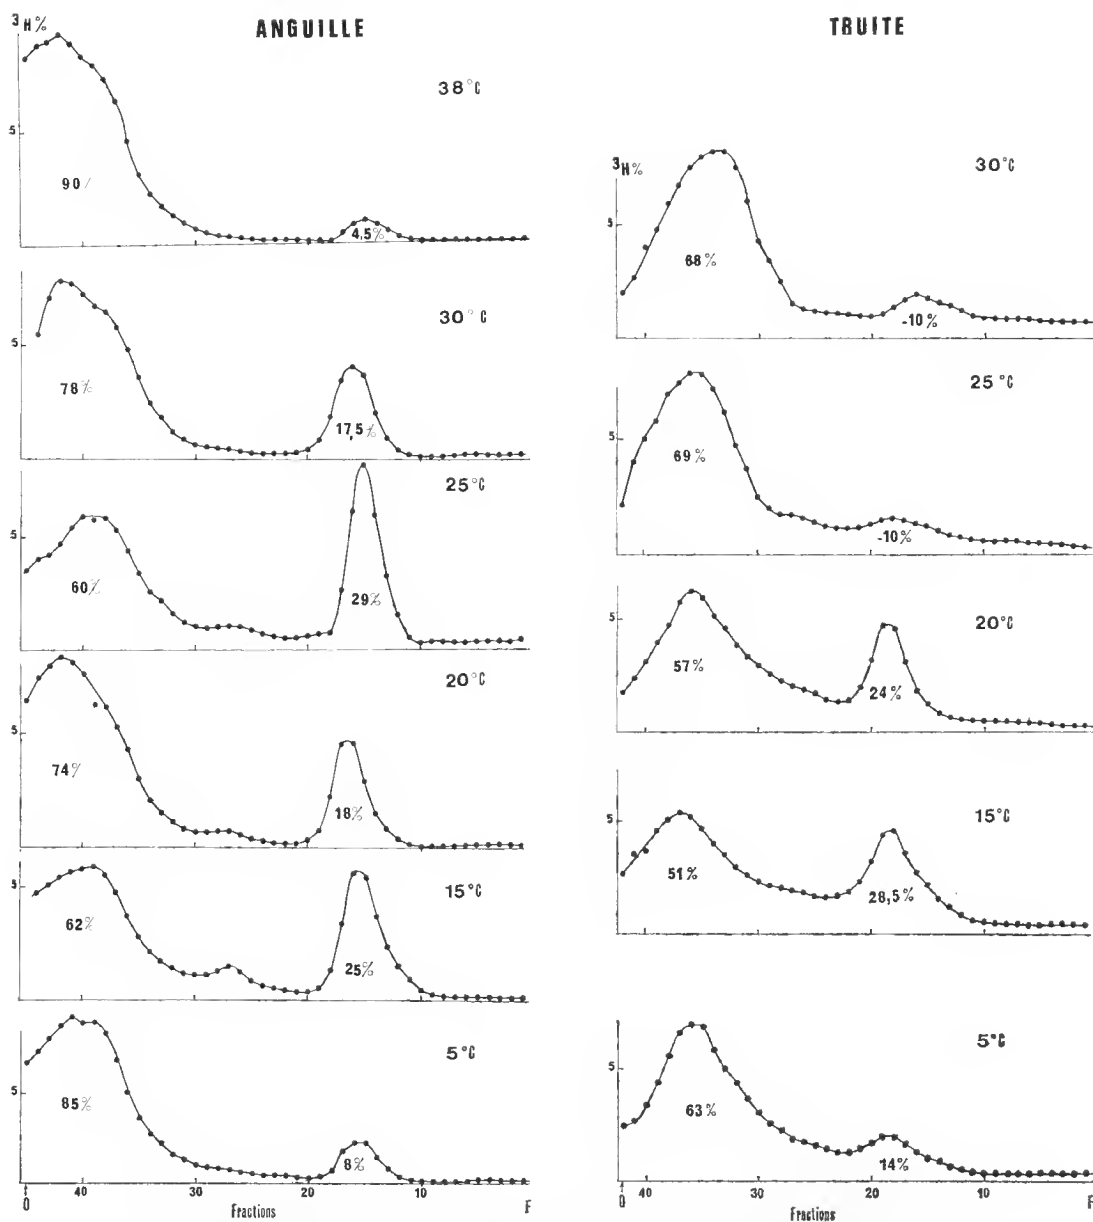 ANGUILLE
³H%
38°C
5
90/
4,5%
30°C
5
78%
17,5%
25°C
5
60%
29%
20°C
5
74%
18%
15°C
5
62%
25%
5°C
5
85%
8%
0 40 30 20 10 F
Fractions
TRUITE
³H%
30°C
5
68%
-10%
25°C
5
69%
-10%
20°C
5
57%
24%
15°C
5
51%
28,5%
5°C
5
63%
14%
0 40 30 20 10 F
Fractions